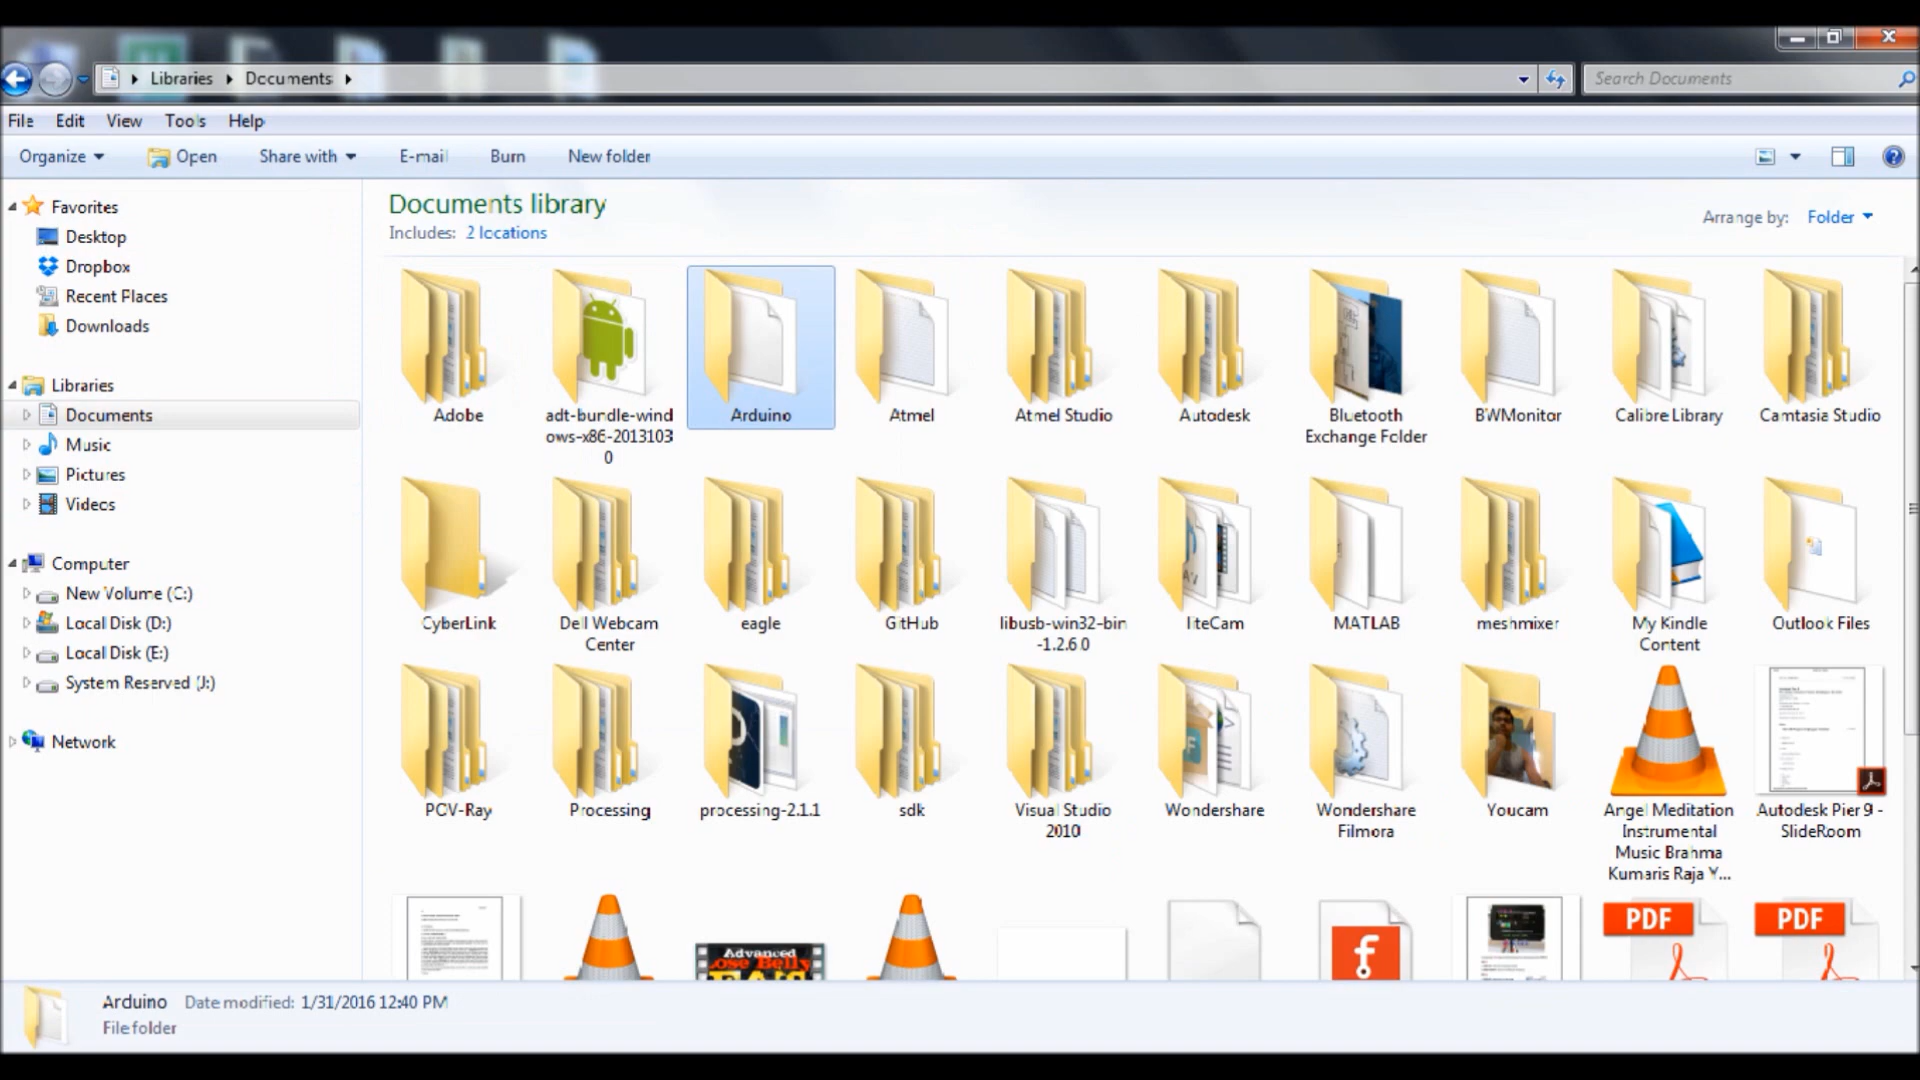 Libraries Documents
Search Documents
File Edit View Tools Help
Organize Open Share with E-mail Burn New folder
Favorites
Desktop
Dropbox
Recent Places
Downloads
Libraries
Documents
Music
Pictures
Videos
Computer
New Volume (C:)
Local Disk (D:)
Local Disk (E:)
System Reserved (J:)
Network
Documents library
Includes: 2 locations
Arrange by: Folder
Adobe
adt-bundle-wind
ows-x86-2013103
0
Arduino
Atmel
Atmel Studio
Autodesk
Bluetooth
Exchange Folder
BWMonitor
Calibre Library
Camtasia Studio
CyberLink
Dell Webcam
Center
eagle
GitHub
libusb-win32-bin
-1.2.6.0
liteCam
MATLAB
meshmixer
My Kindle
Content
Outlook Files
POV-Ray
Processing
processing-2.1.1
sdk
Visual Studio
2010
Wondershare
Wondershare
Filmora
Youcam
Angel Meditation
Instrumental
Music Brahma
Kumaris Raja Y...
Autodesk Pier 9 -
SlideRoom
Advanced
PDF
PDF
Arduino Date modified: 1/31/2016 12:40 PM
File folder